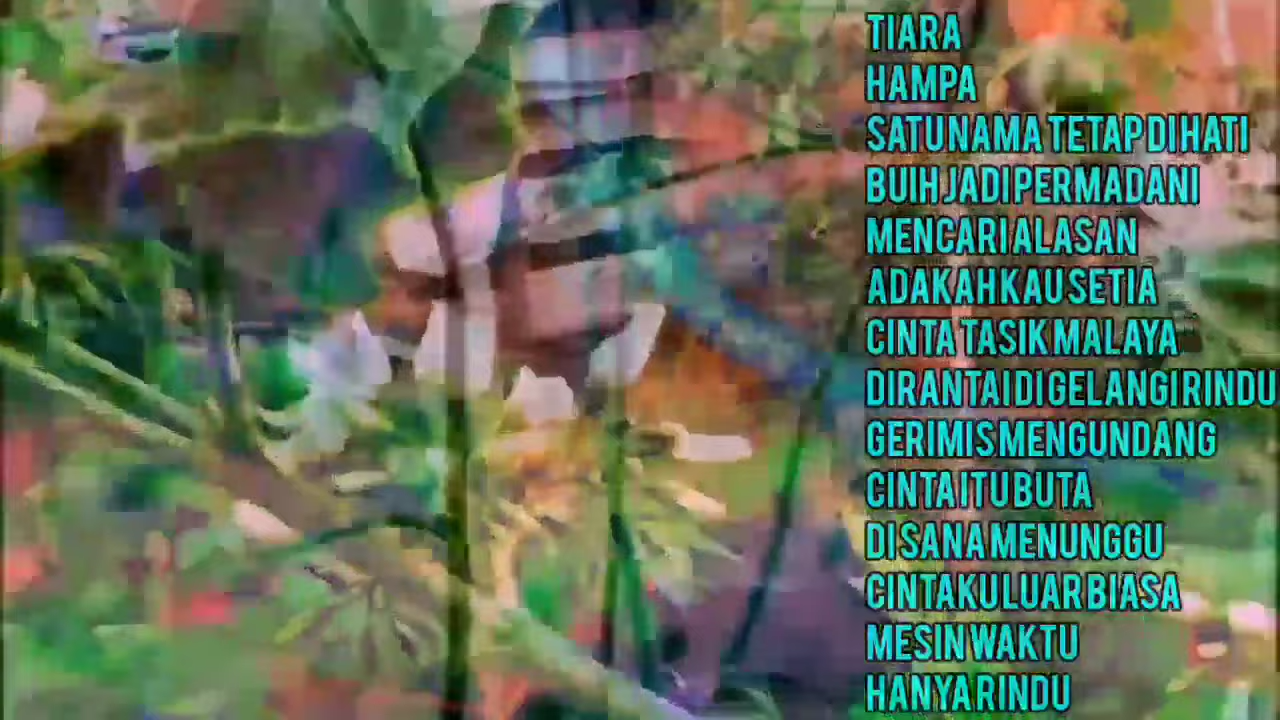 TIARA
HAMPA
SATU NAMA TETAP DI HATI
BUIH JADI PERMADANI
MENCARI ALASAN
ADAKAH KAU SETIA
CINTA TASIK MALAYA
DIRANTAI DI GELANGI RINDU
GERIMIS MENGUNDANG
CINTA ITU BUTA
DI SANA MENUNGGU
CINTAKU LUAR BIASA
MESIN WAKTU
HANYA RINDU